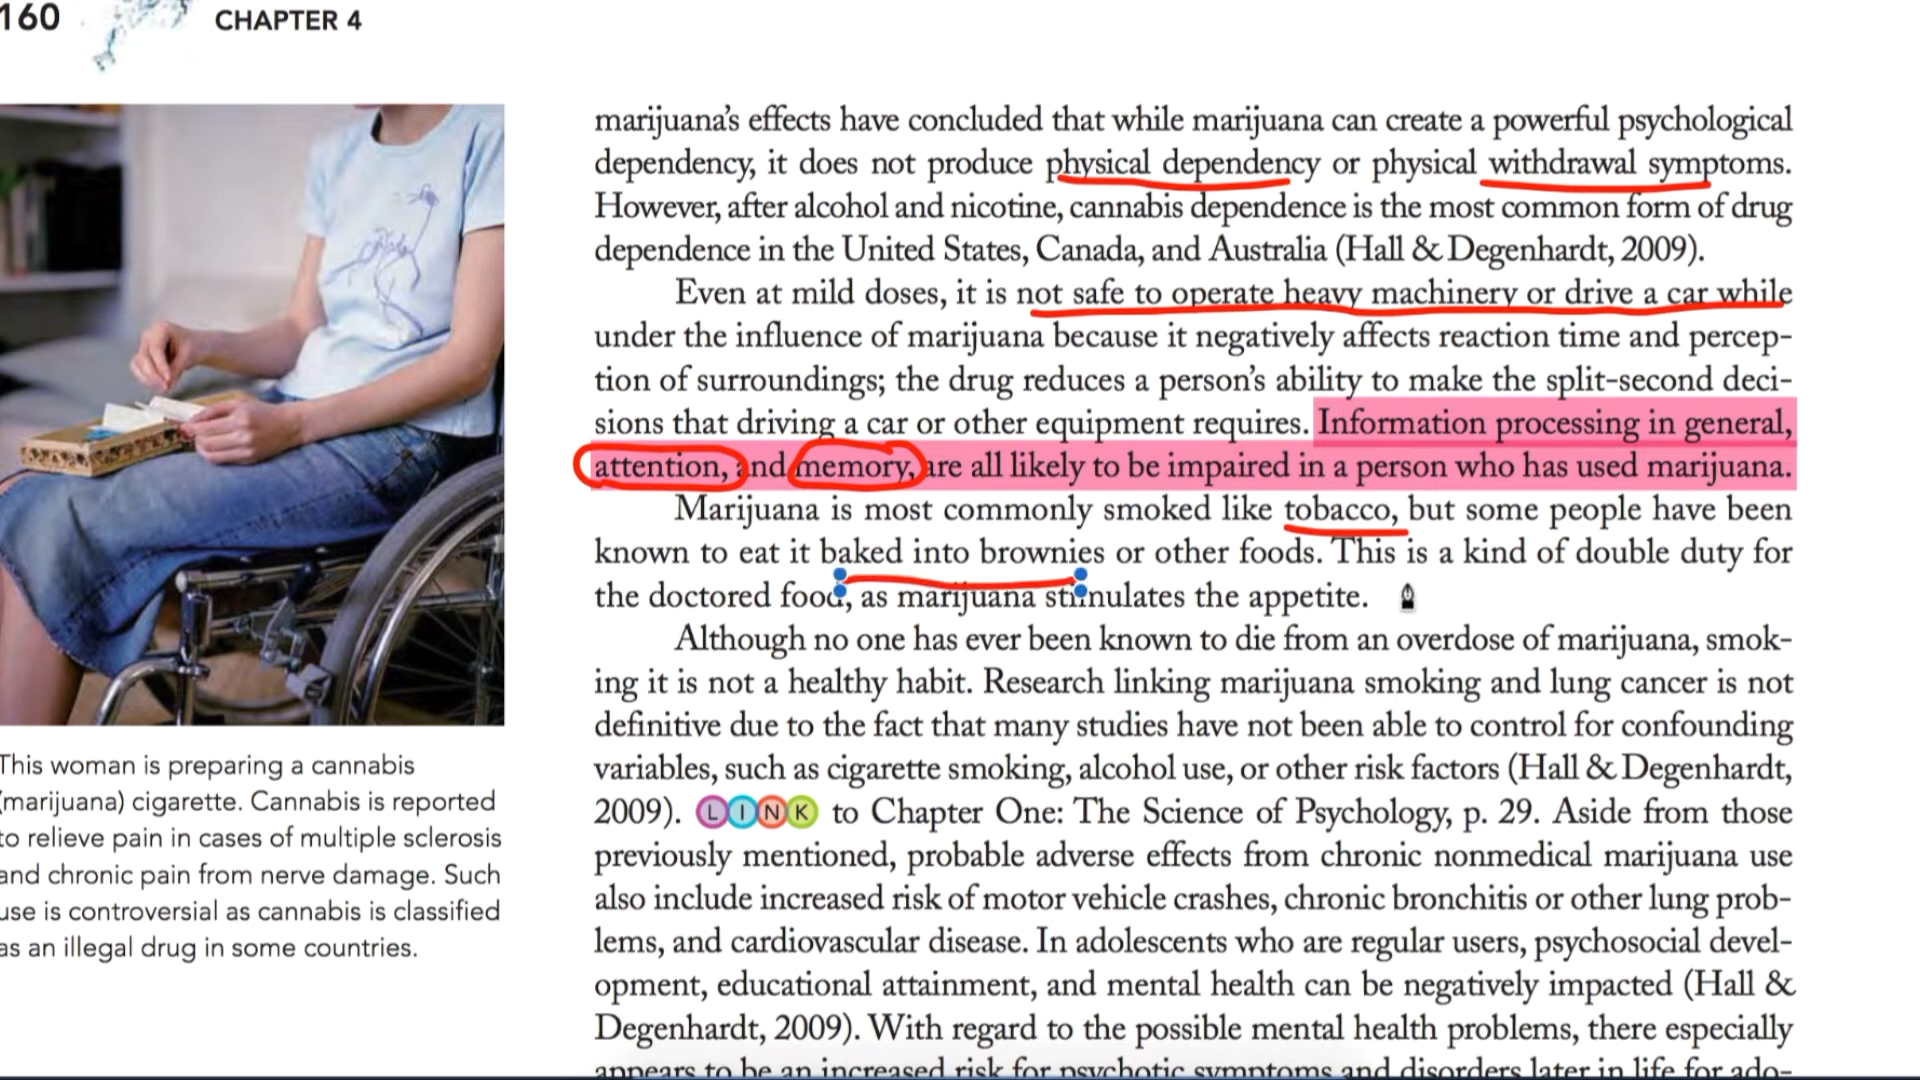 160
CHAPTER 4
marijuana's effects have concluded that while marijuana can create a powerful psychological
dependency, it does not produce physical dependency or physical withdrawal symptoms.
However, after alcohol and nicotine, cannabis dependence is the most common form of drug
dependence in the United States, Canada, and Australia (Hall & Degenhardt, 2009).
Even at mild doses, it is not safe to operate heavy machinery or drive a car while
under the influence of marijuana because it negatively affects reaction time and percep-
tion of surroundings; the drug reduces a person's ability to make the split-second deci-
sions that driving a car or other equipment requires. Information processing in general,
attention, and memory, are all likely to be impaired in a person who has used marijuana.
Marijuana is most commonly smoked like tobacco, but some people have been
known to eat it baked into brownies or other foods. This is a kind of double duty for
the doctored food, as marijuana stimulates the appetite.
Although no one has ever been known to die from an overdose of marijuana, smok-
ing it is not a healthy habit. Research linking marijuana smoking and lung cancer is not
definitive due to the fact that many studies have not been able to control for confounding
variables, such as cigarette smoking, alcohol use, or other risk factors (Hall & Degenhardt,
2009). LINK to Chapter One: The Science of Psychology, p. 29. Aside from those
previously mentioned, probable adverse effects from chronic nonmedical marijuana use
also include increased risk of motor vehicle crashes, chronic bronchitis or other lung prob-
lems, and cardiovascular disease. In adolescents who are regular users, psychosocial devel-
opment, educational attainment, and mental health can be negatively impacted (Hall &
Degenhardt, 2009). With regard to the possible mental health problems, there especially
appears to be an increased risk for psychotic symptoms and disorders later in life for ado-
This woman is preparing a cannabis
(marijuana) cigarette. Cannabis is reported
to relieve pain in cases of multiple sclerosis
and chronic pain from nerve damage. Such
use is controversial as cannabis is classified
as an illegal drug in some countries.